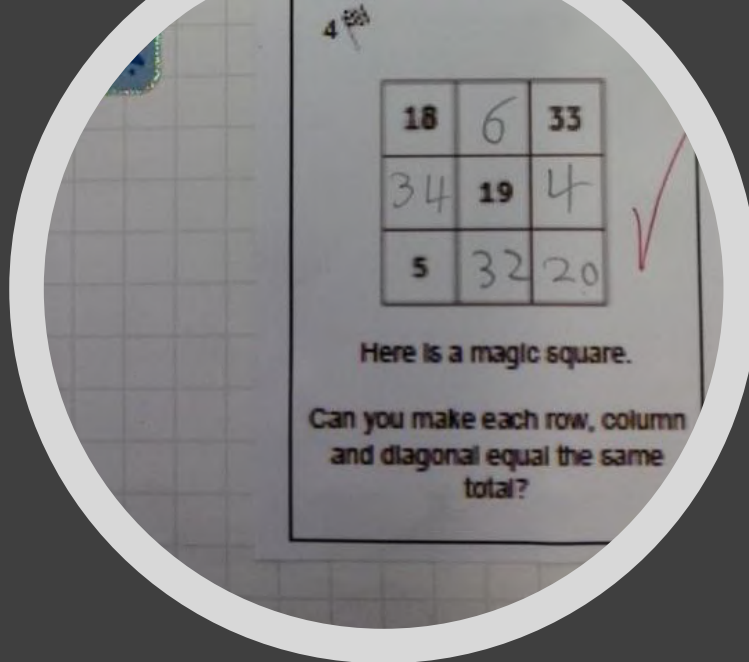 4
18 6 33
34 19 4
5 32 20
Here is a magic square.
Can you make each row, column
and diagonal equal the same
total?